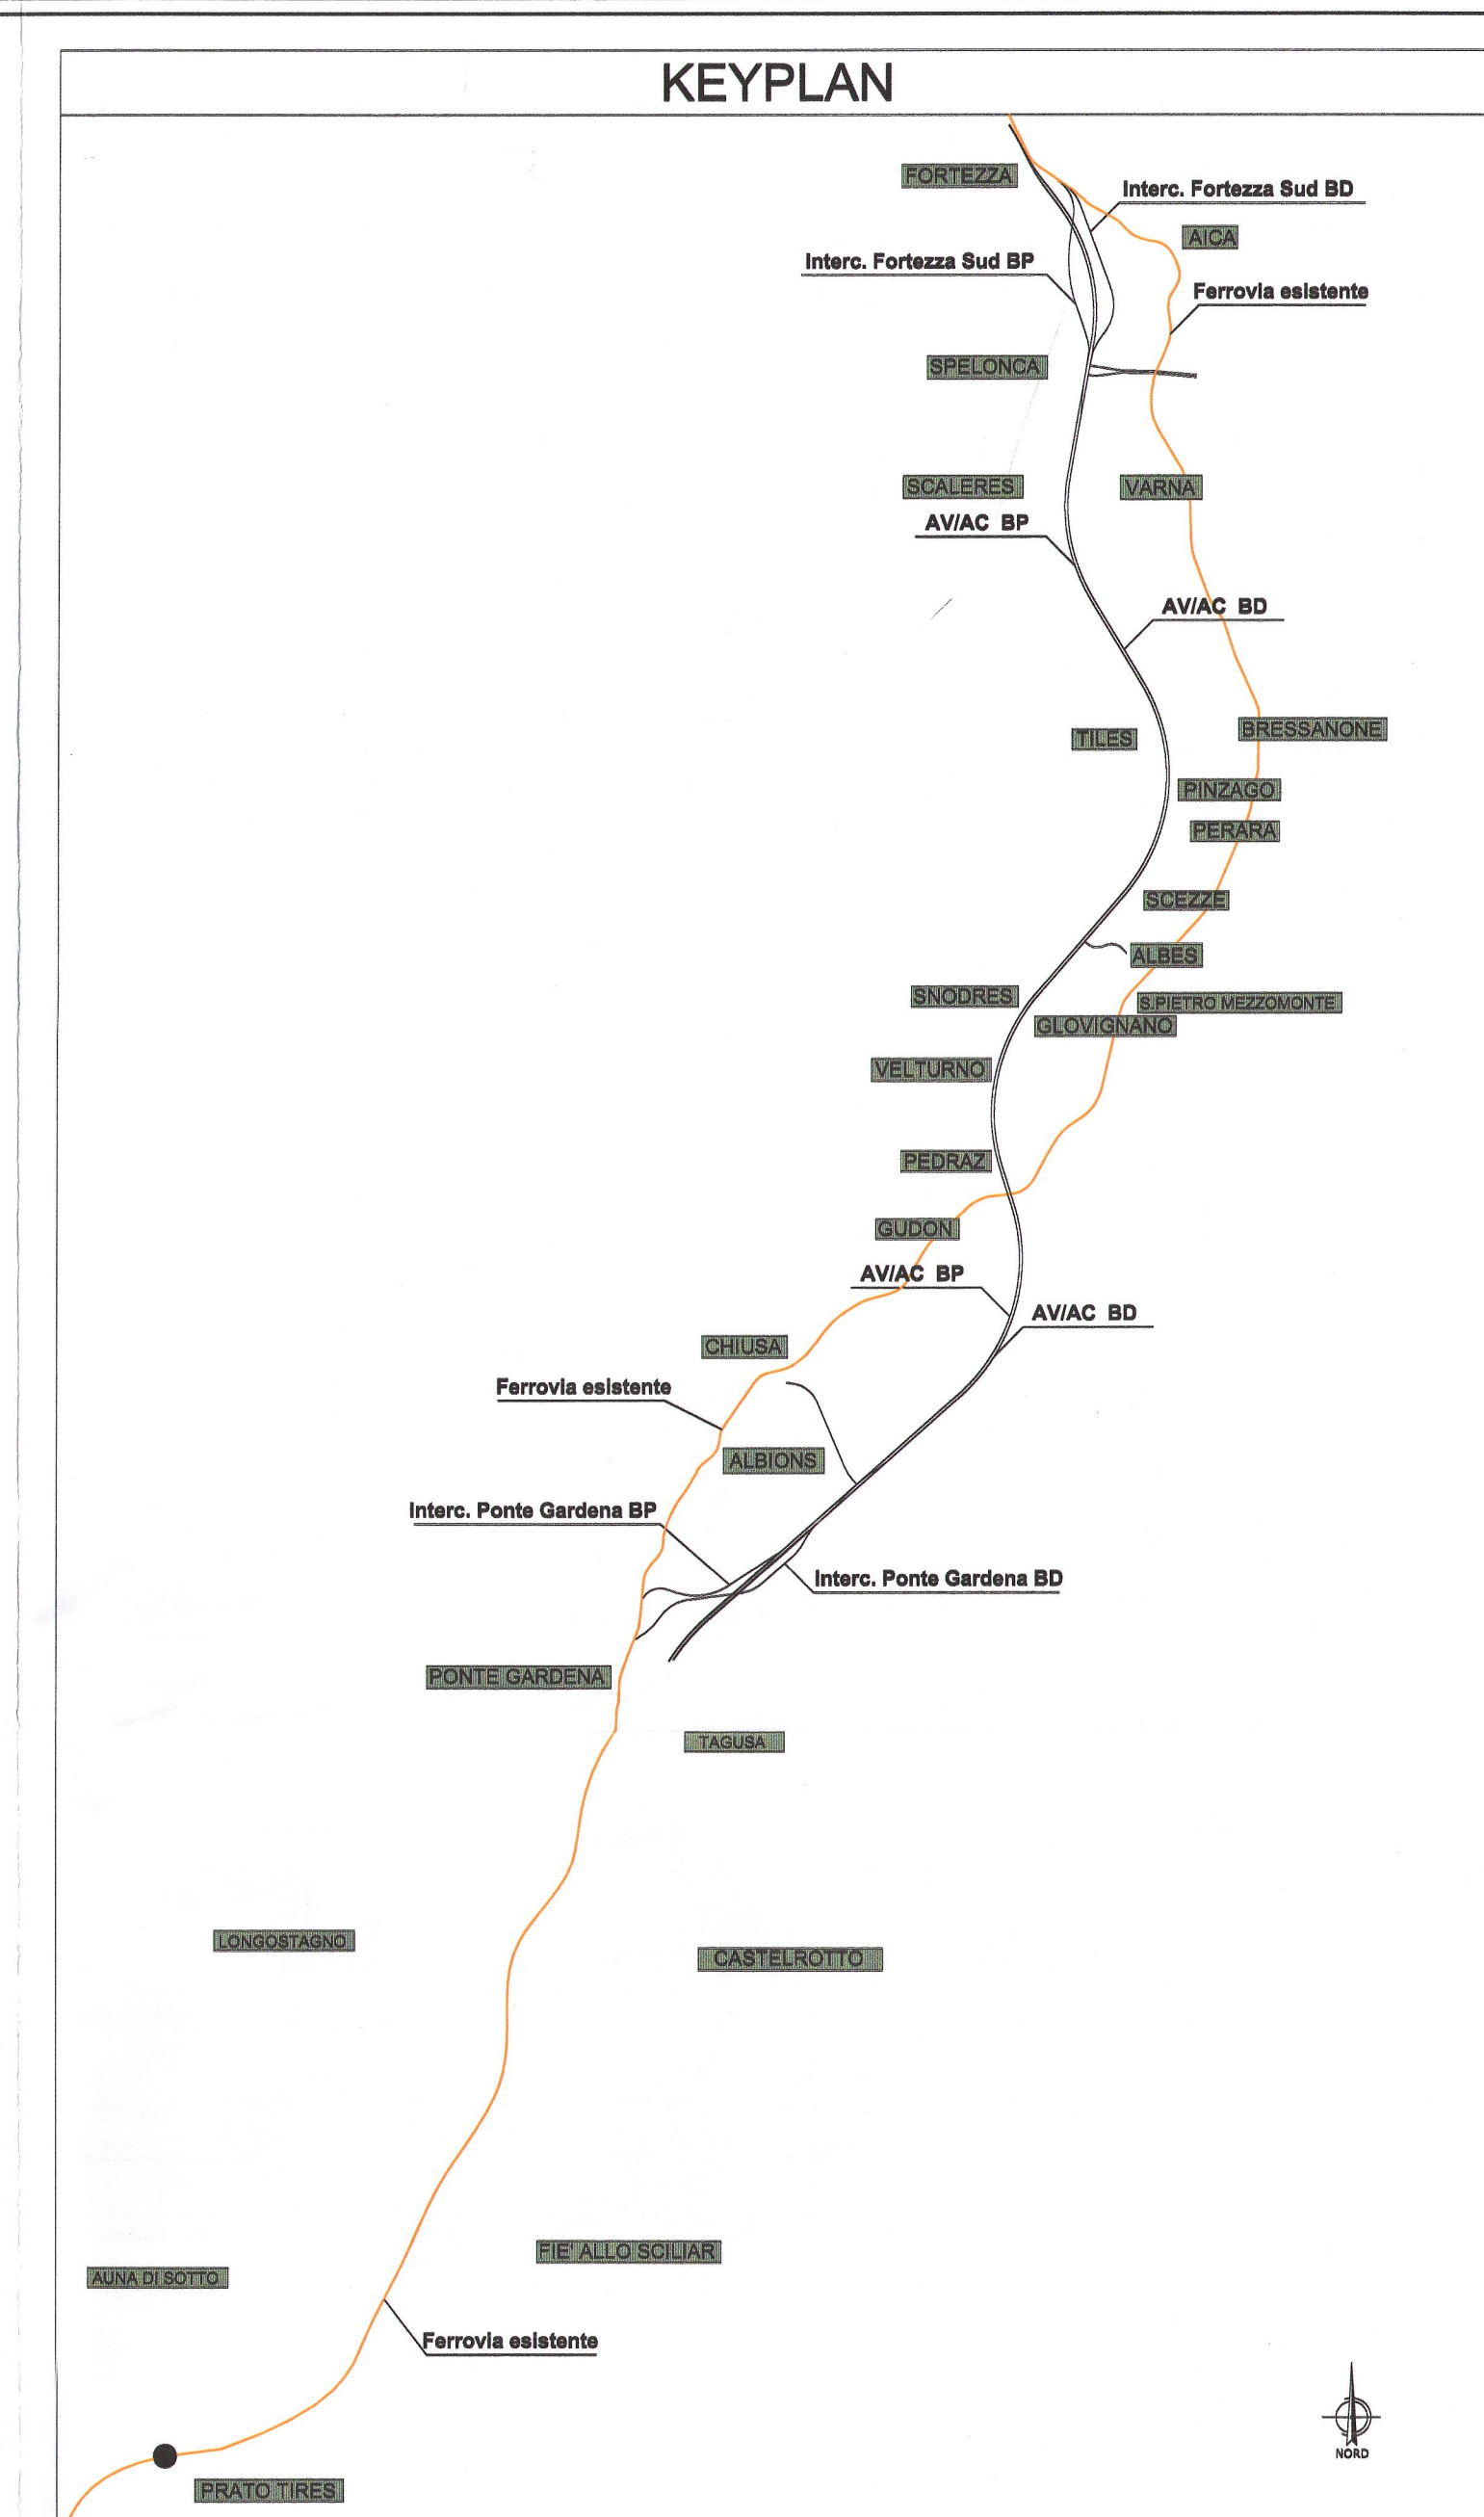 KEYPLAN
FORTEZZA
Interc. Fortezza Sud BD
AICA
Interc. Fortezza Sud BP
Ferrovia esistente
SPELONCA
SCALERES
VARNA
AV/AC BP
AV/AC BD
BRESSANONE
TILES
PINZAGO
PERARA
SCEZZE
ALBES
SNODRES
S.PIETRO MEZZOMONTE
GLOVIGNANO
VELTURNO
PEDRAZ
GUDON
AV/AC BP
AV/AC BD
CHIUSA
Ferrovia esistente
ALBIONS
Interc. Ponte Gardena BP
Interc. Ponte Gardena BD
PONTE GARDENA
TAGUSA
LONGOSTAGNO
CASTELROTTO
FIE' ALLO SCILIAR
AUNA DI SOTTO
Ferrovia esistente
NORD
PRATO TIRES